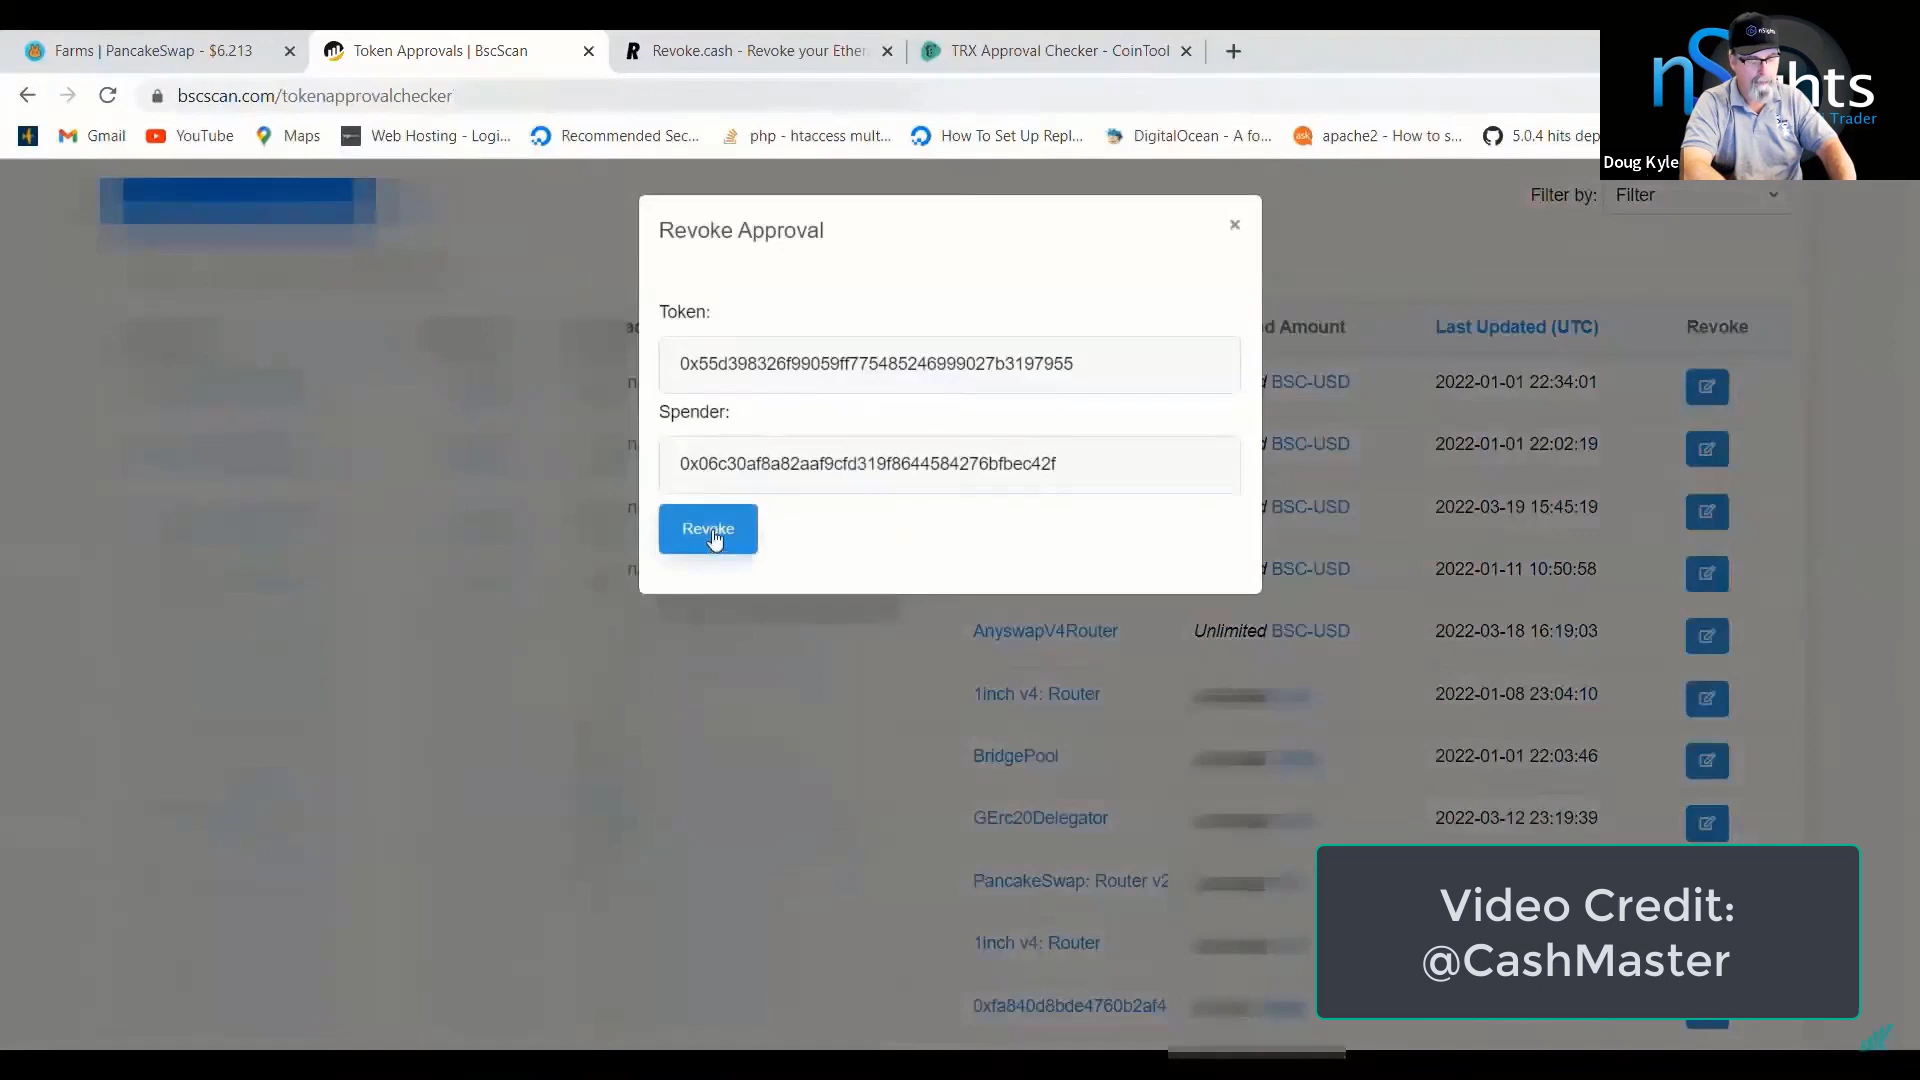 Farms | PancakeSwap - $6.213
Token Approvals | BscScan
Revoke.cash - Revoke your Ether
TRX Approval Checker - CoinTool
bscscan.com/tokenapprovalchecker
Gmail
YouTube
Maps
Web Hosting - Logi...
Recommended Sec...
php - htaccess mult...
How To Set Up Repl...
DigitalOcean - A fo...
apache2 - How to s...
5.0.4 hits dep
Doug Kyle
Trader
Filter by:
Filter
Revoke Approval
×
Token:
0x55d398326f99059ff775485246999027b3197955
Spender:
0x06c30af8a82aaf9cfd319f8644584276bfbec42f
Revoke
d Amount
Last Updated (UTC)
Revoke
d BSC-USD
2022-01-01 22:34:01
d BSC-USD
2022-01-01 22:02:19
d BSC-USD
2022-03-19 15:45:19
d BSC-USD
2022-01-11 10:50:58
AnyswapV4Router
Unlimited BSC-USD
2022-03-18 16:19:03
1inch v4: Router
2022-01-08 23:04:10
BridgePool
2022-01-01 22:03:46
GErc20Delegator
2022-03-12 23:19:39
PancakeSwap: Router v2
1inch v4: Router
0xfa840d8bde4760b2af4
Video Credit:
@CashMaster